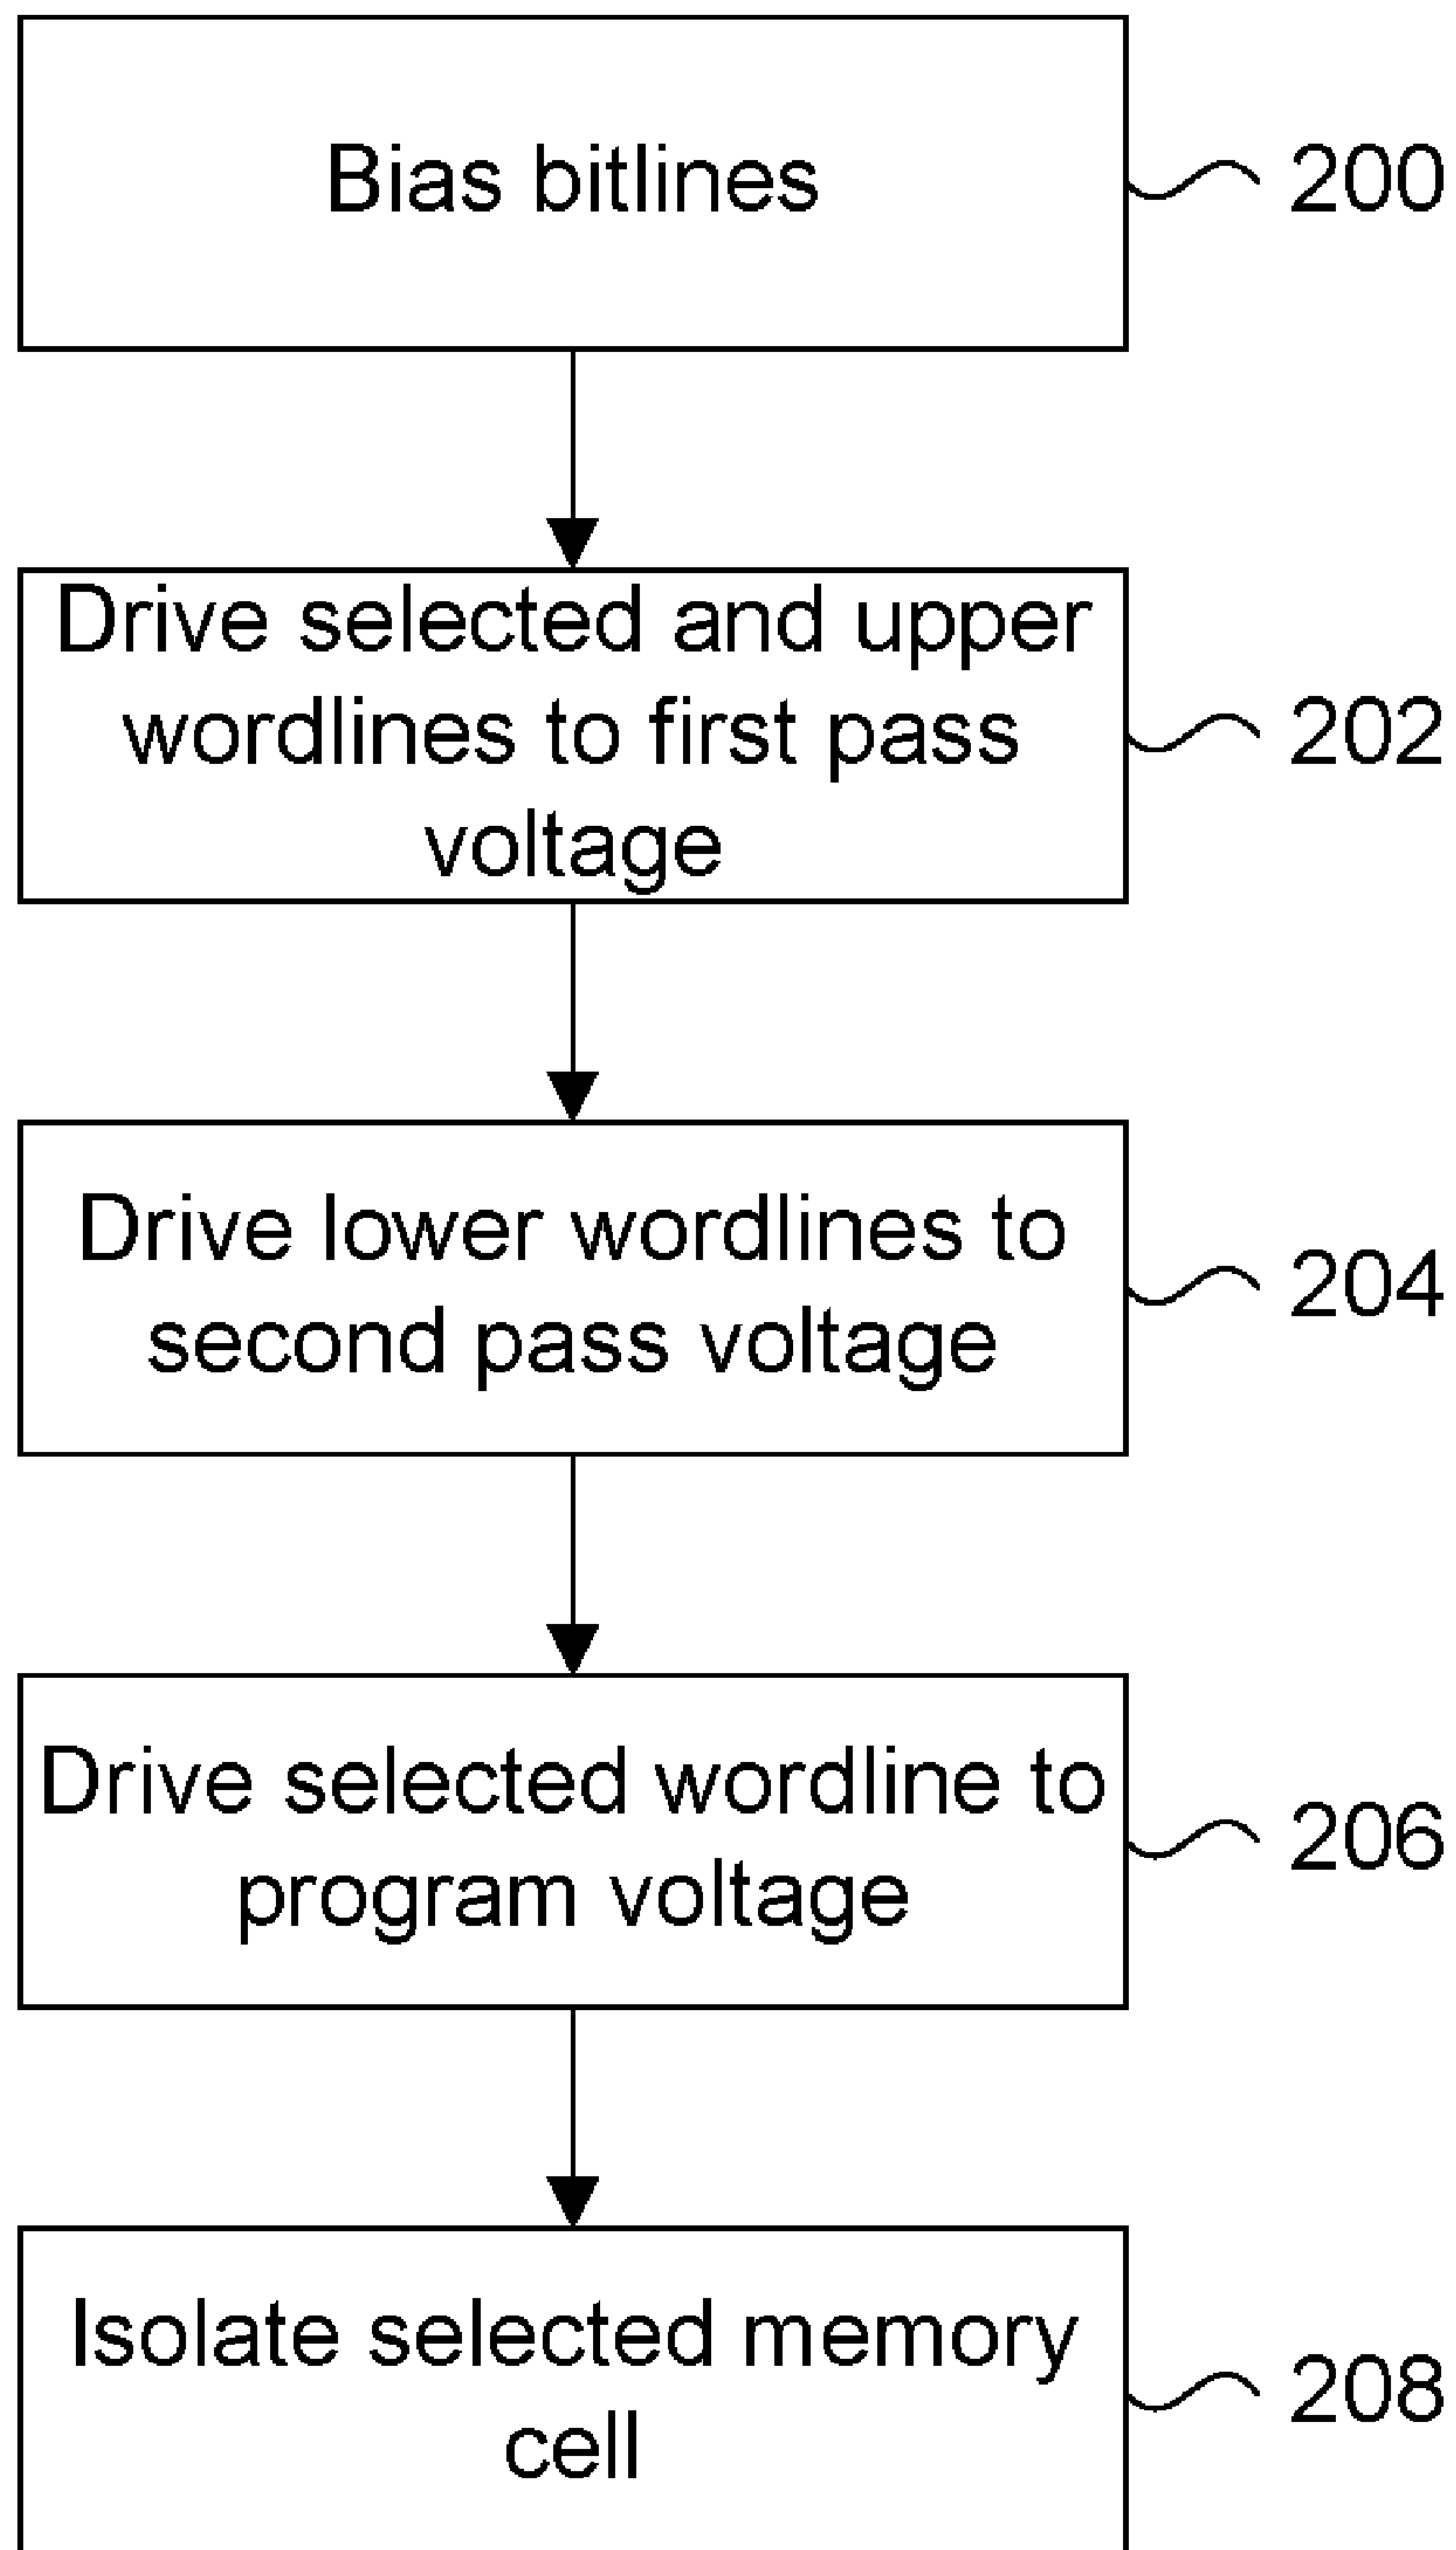 Bias bitlines
200
Drive selected and upper
wordlines to first pass
voltage
202
Drive lower wordlines to
second pass voltage
204
Drive selected wordline to
program voltage
206
Isolate selected memory
cell
208